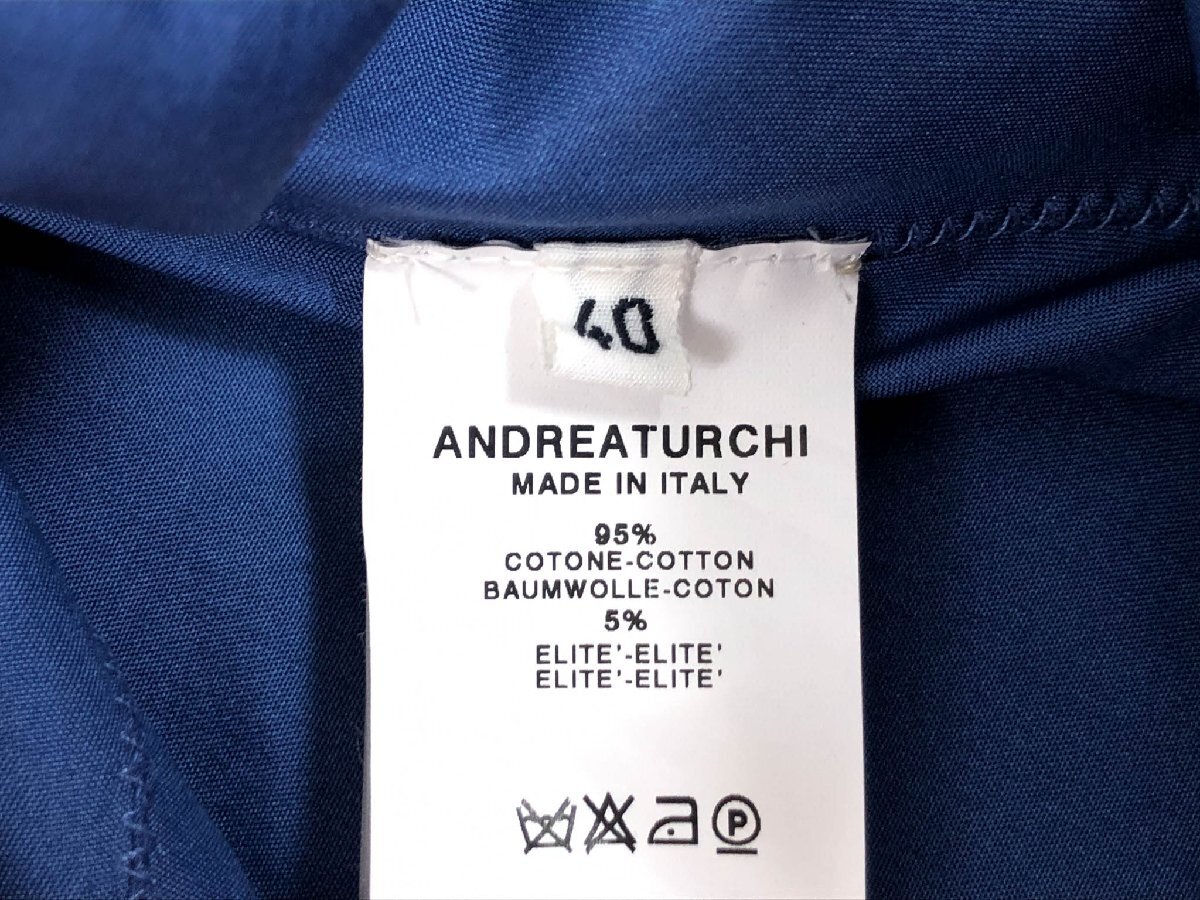 40
ANDREATURCHI
MADE IN ITALY
95%
COTONE-COTTON
BAUMWOLLE-COTON
5%
ELITE'-ELITE'
ELITE'-ELITE'
P